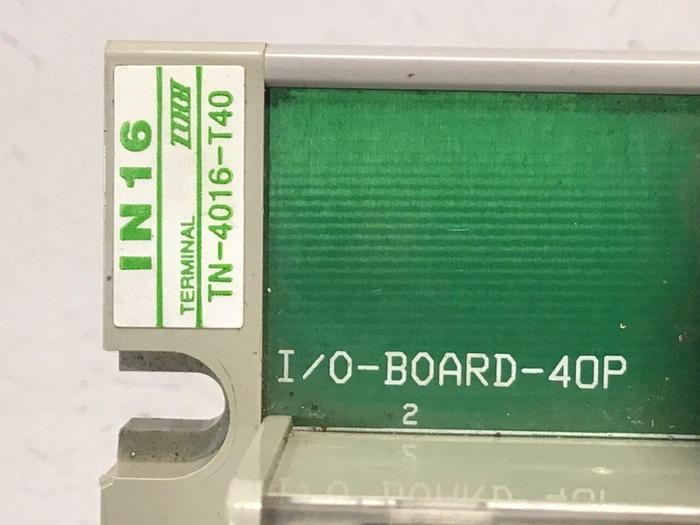 IN16
TERMINAL
TN-4016-T40
I/O-BOARD-40P
2